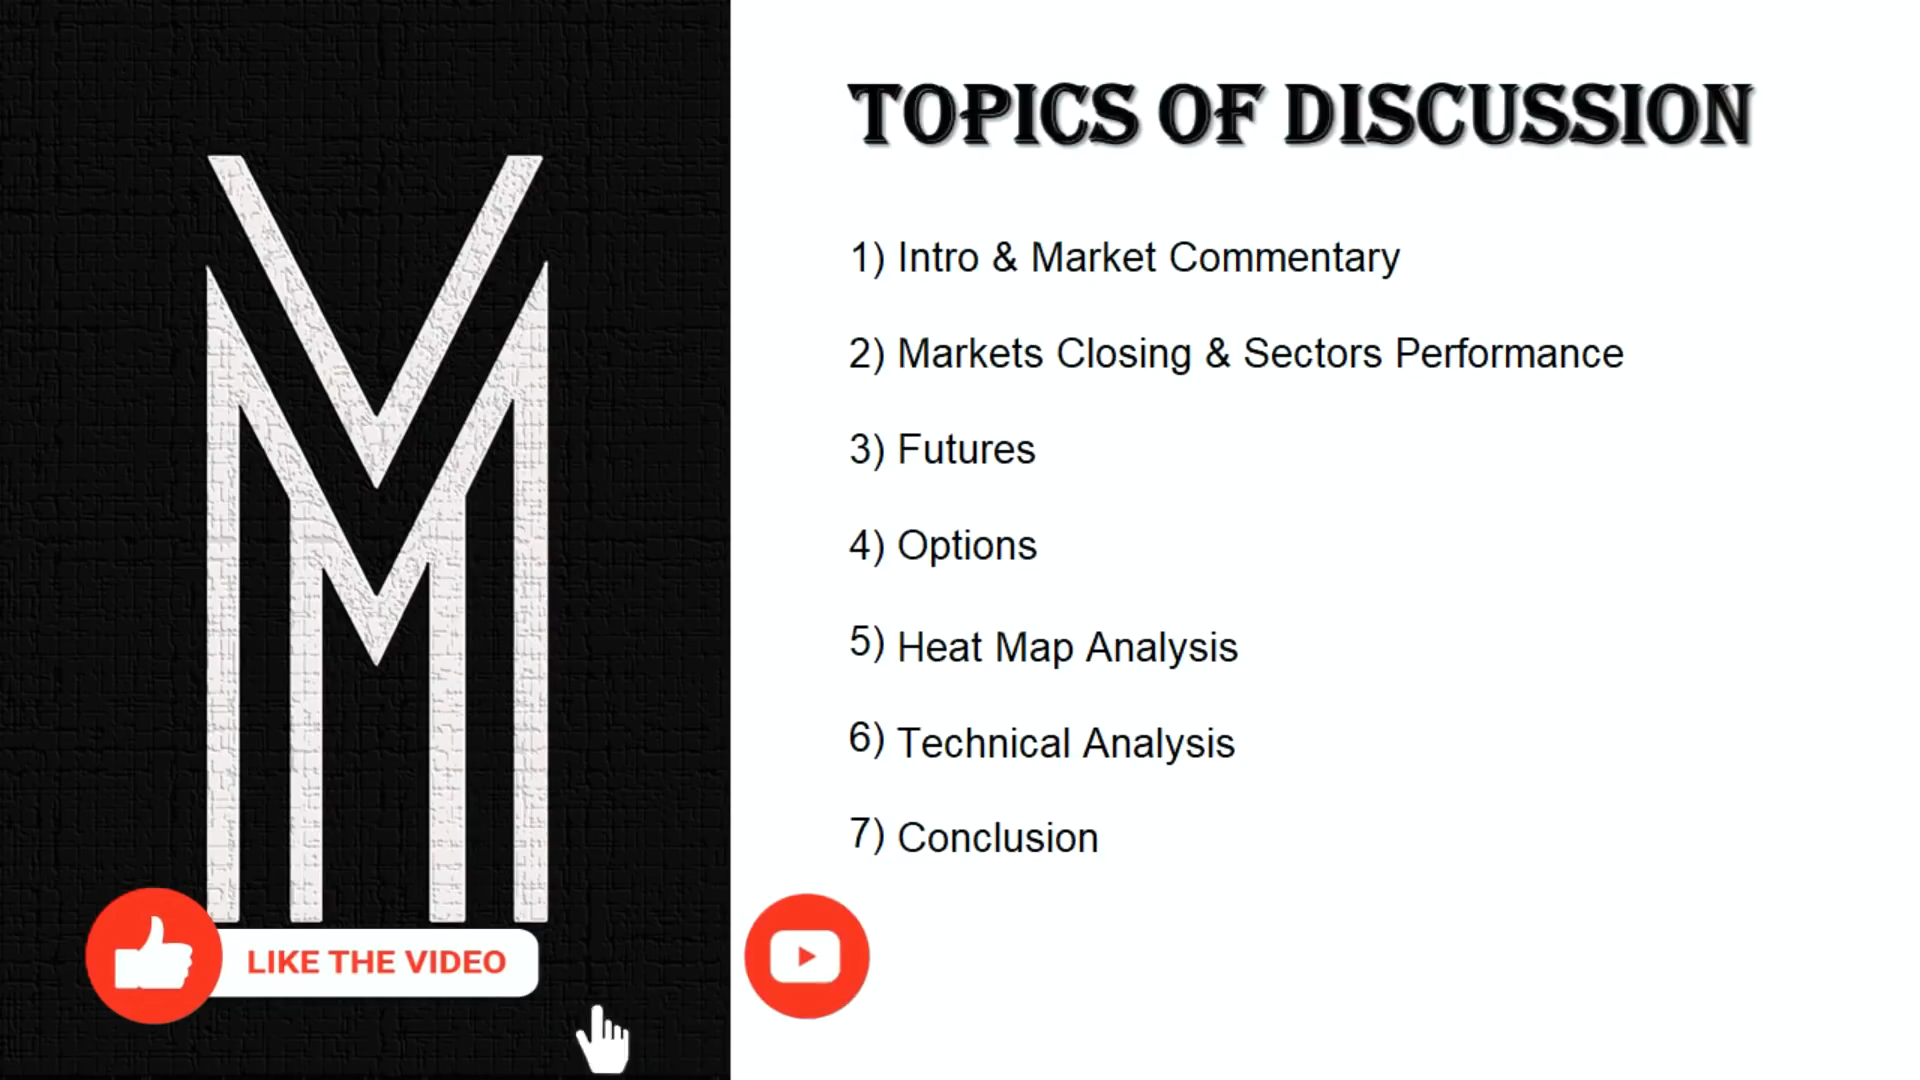 TOPICS OF DISCUSSION
1) Intro & Market Commentary
2) Markets Closing & Sectors Performance
3) Futures
4) Options
5) Heat Map Analysis
6) Technical Analysis
7) Conclusion
LIKE THE VIDEO